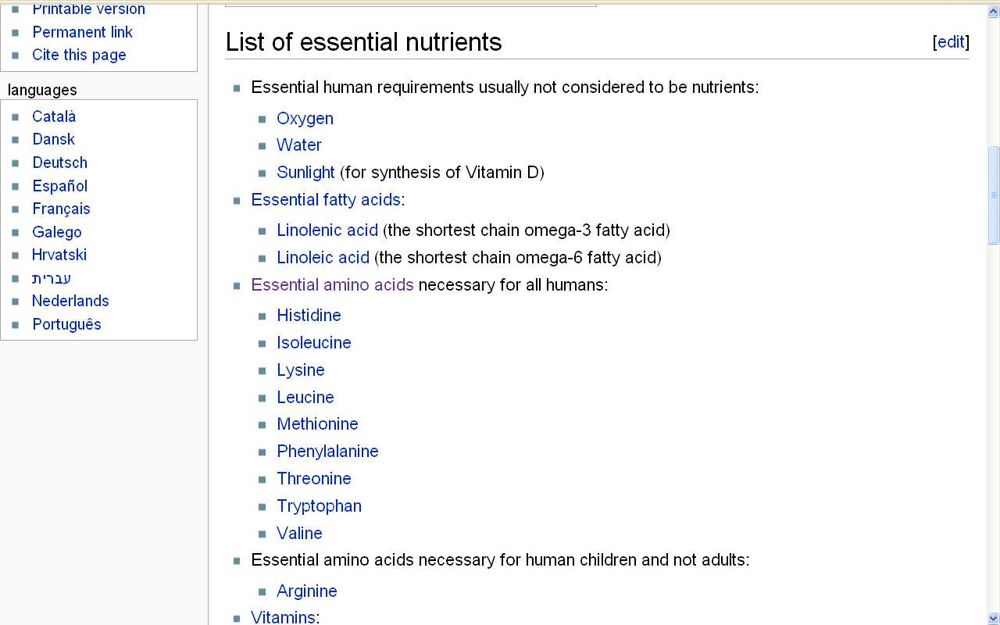 Printable version
Permanent link
Cite this page
languages
Català
Dansk
Deutsch
Español
Français
Galego
Hrvatski
עברית
Nederlands
Português
List of essential nutrients
[edit]
Essential human requirements usually not considered to be nutrients:
Oxygen
Water
Sunlight (for synthesis of Vitamin D)
Essential fatty acids:
Linolenic acid (the shortest chain omega-3 fatty acid)
Linoleic acid (the shortest chain omega-6 fatty acid)
Essential amino acids necessary for all humans:
Histidine
Isoleucine
Lysine
Leucine
Methionine
Phenylalanine
Threonine
Tryptophan
Valine
Essential amino acids necessary for human children and not adults:
Arginine
Vitamins: